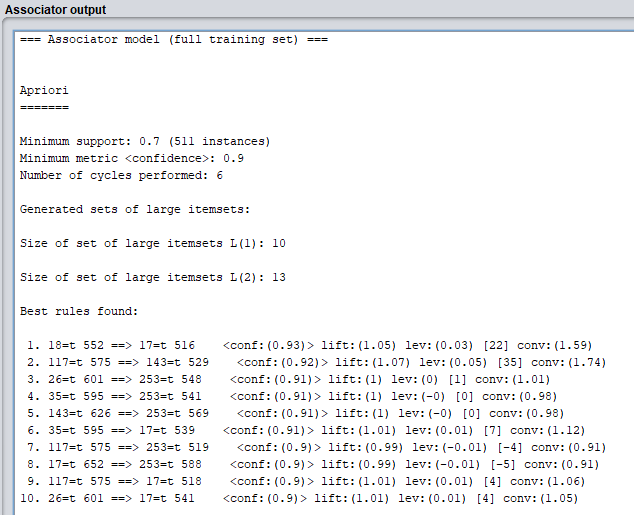 Associator output
=== Associator model (full training set) ===
Apriori
=======
Minimum support: 0.7 (511 instances)
Minimum metric <confidence>: 0.9
Number of cycles performed: 6
Generated sets of large itemsets:
Size of set of large itemsets L(1): 10
Size of set of large itemsets L(2): 13
Best rules found:
1. 18=t 552 ==> 17=t 516    <conf:(0.93)> lift:(1.05) lev:(0.03) [22] conv:(1.59)
2. 117=t 575 ==> 143=t 529    <conf:(0.92)> lift:(1.07) lev:(0.05) [35] conv:(1.74)
3. 26=t 601 ==> 253=t 548    <conf:(0.91)> lift:(1) lev:(0) [1] conv:(1.01)
4. 35=t 595 ==> 253=t 541    <conf:(0.91)> lift:(1) lev:(-0) [0] conv:(0.98)
5. 143=t 626 ==> 253=t 569    <conf:(0.91)> lift:(1) lev:(-0) [0] conv:(0.98)
6. 35=t 595 ==> 17=t 539    <conf:(0.91)> lift:(1.01) lev:(0.01) [7] conv:(1.12)
7. 117=t 575 ==> 253=t 519    <conf:(0.9)> lift:(0.99) lev:(-0.01) [-4] conv:(0.91)
8. 17=t 652 ==> 253=t 588    <conf:(0.9)> lift:(0.99) lev:(-0.01) [-5] conv:(0.91)
9. 117=t 575 ==> 17=t 518    <conf:(0.9)> lift:(1.01) lev:(0.01) [4] conv:(1.06)
10. 26=t 601 ==> 17=t 541    <conf:(0.9)> lift:(1.01) lev:(0.01) [4] conv:(1.05)